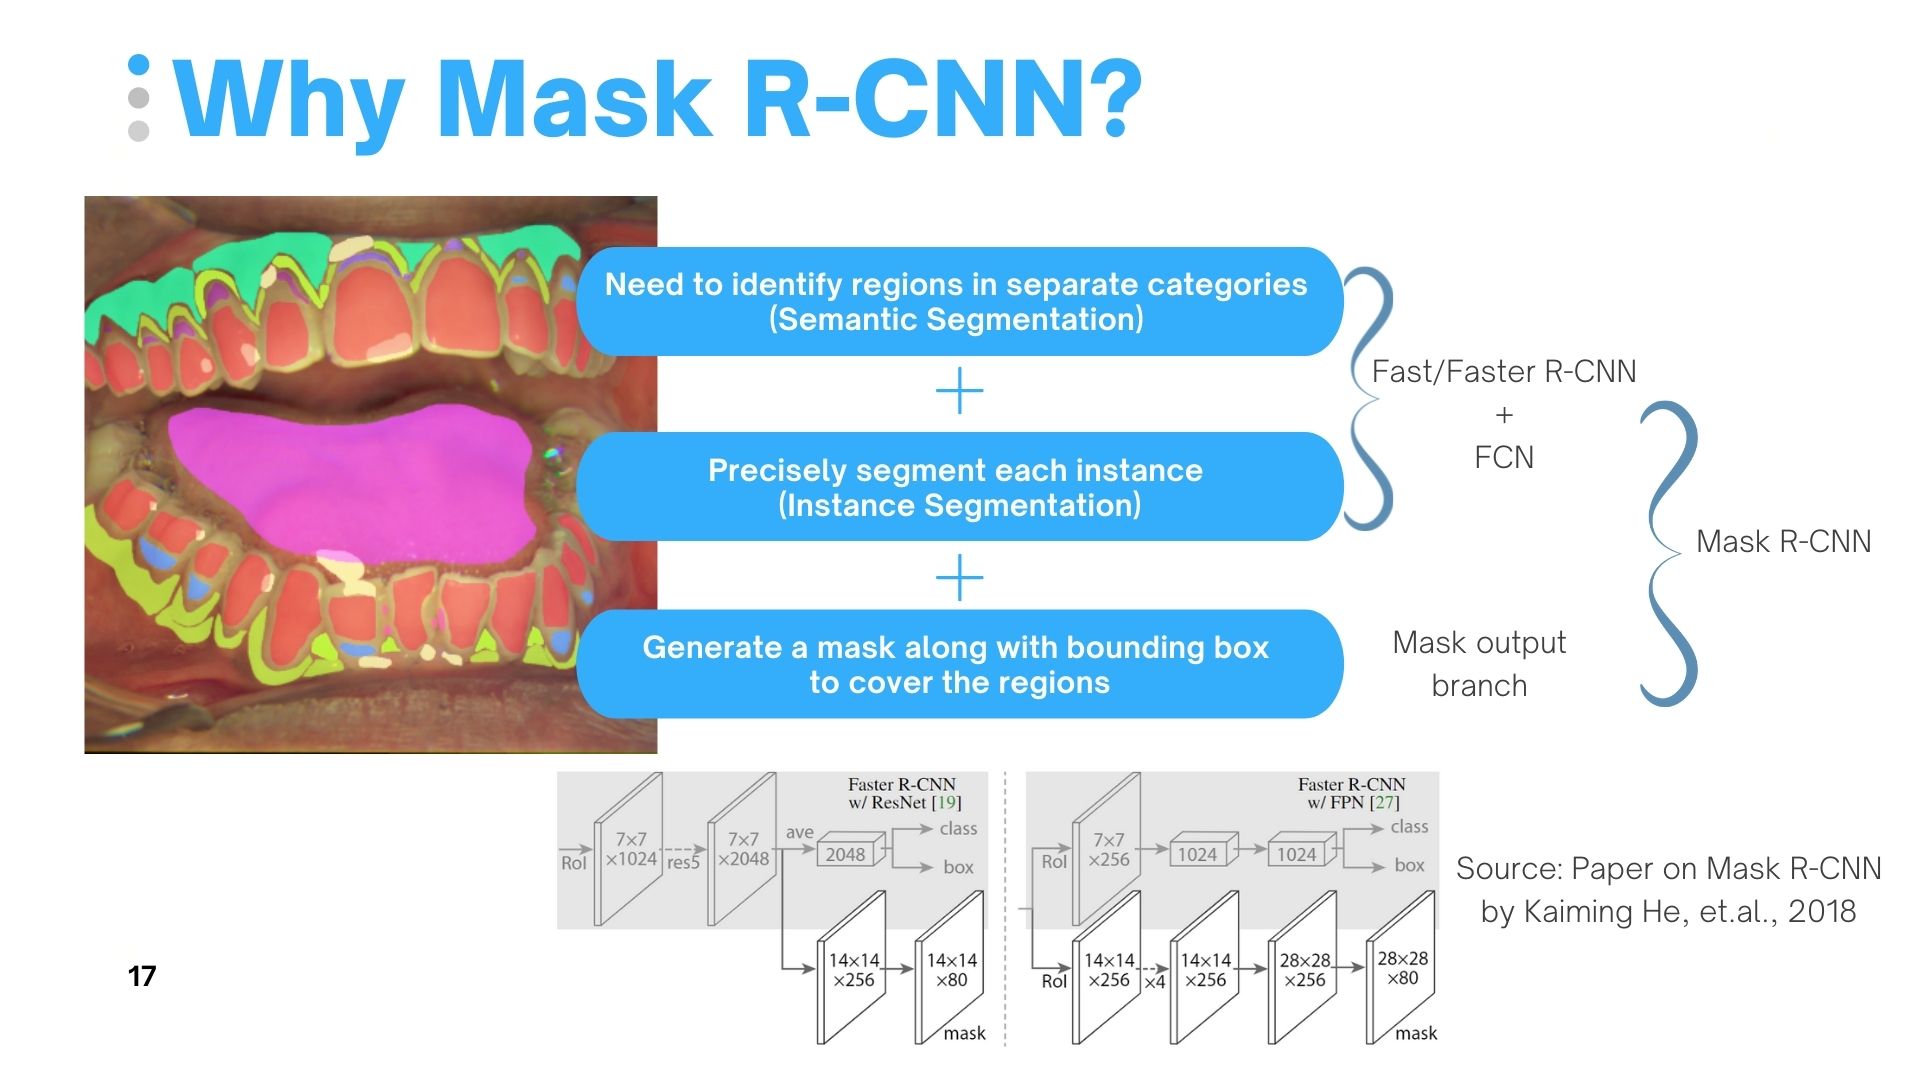 Why Mask R-CNN?
Need to identify regions in separate categories
(Semantic Segmentation)
+
Precisely segment each instance
(Instance Segmentation)
+
Generate a mask along with bounding box
to cover the regions
Fast/Faster R-CNN
+
FCN
Mask output
branch
Mask R-CNN
Faster R-CNN
w/ ResNet [19]
RoI
7×7
×1024
res5
7×7
×2048
ave
2048
class
box
14×14
×256
14×14
×80
mask
Faster R-CNN
w/ FPN [27]
RoI
7×7
×256
1024
1024
class
box
RoI
14×14
×256
×4
14×14
×256
28×28
×256
28×28
×80
mask
Source: Paper on Mask R-CNN
by Kaiming He, et.al., 2018
17